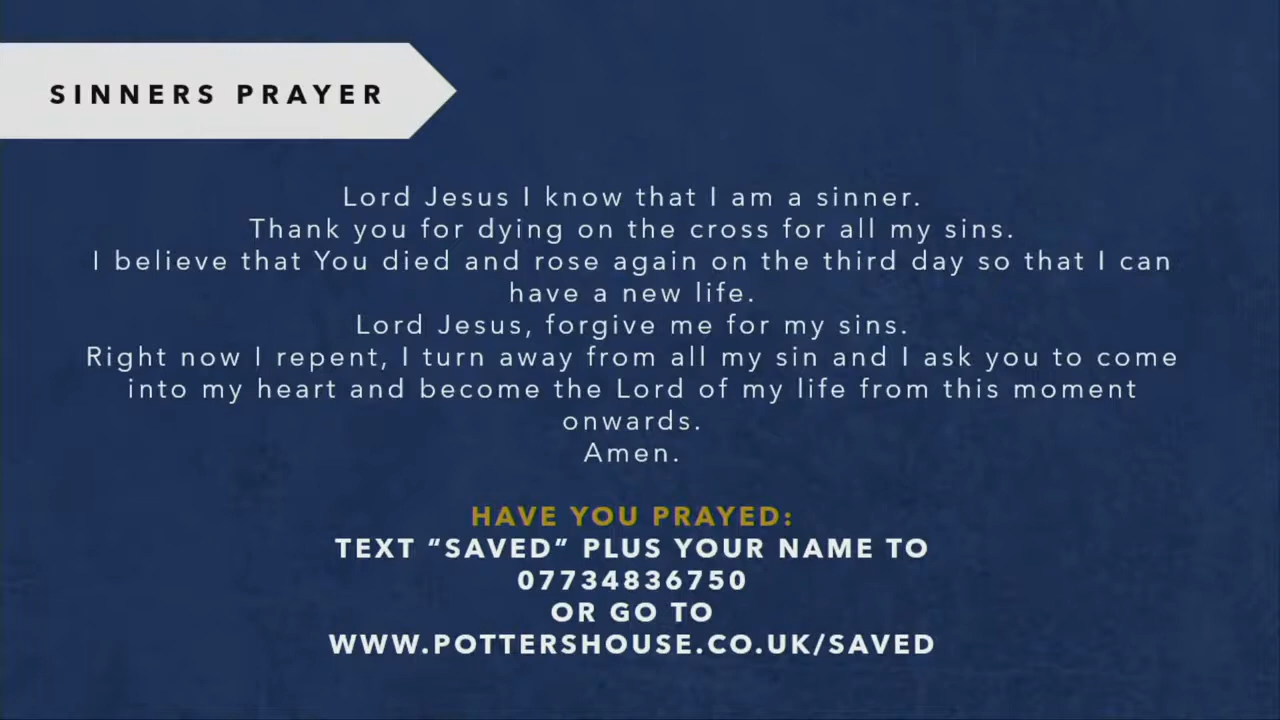 SINNERS PRAYER
Lord Jesus I know that I am a sinner.
Thank you for dying on the cross for all my sins.
I believe that You died and rose again on the third day so that I can
have a new life.
Lord Jesus, forgive me for my sins.
Right now I repent, I turn away from all my sin and I ask you to come
into my heart and become the Lord of my life from this moment
onwards.
Amen.
HAVE YOU PRAYED:
TEXT “SAVED” PLUS YOUR NAME TO
07734836750
OR GO TO
WWW.POTTERSHOUSE.CO.UK/SAVED